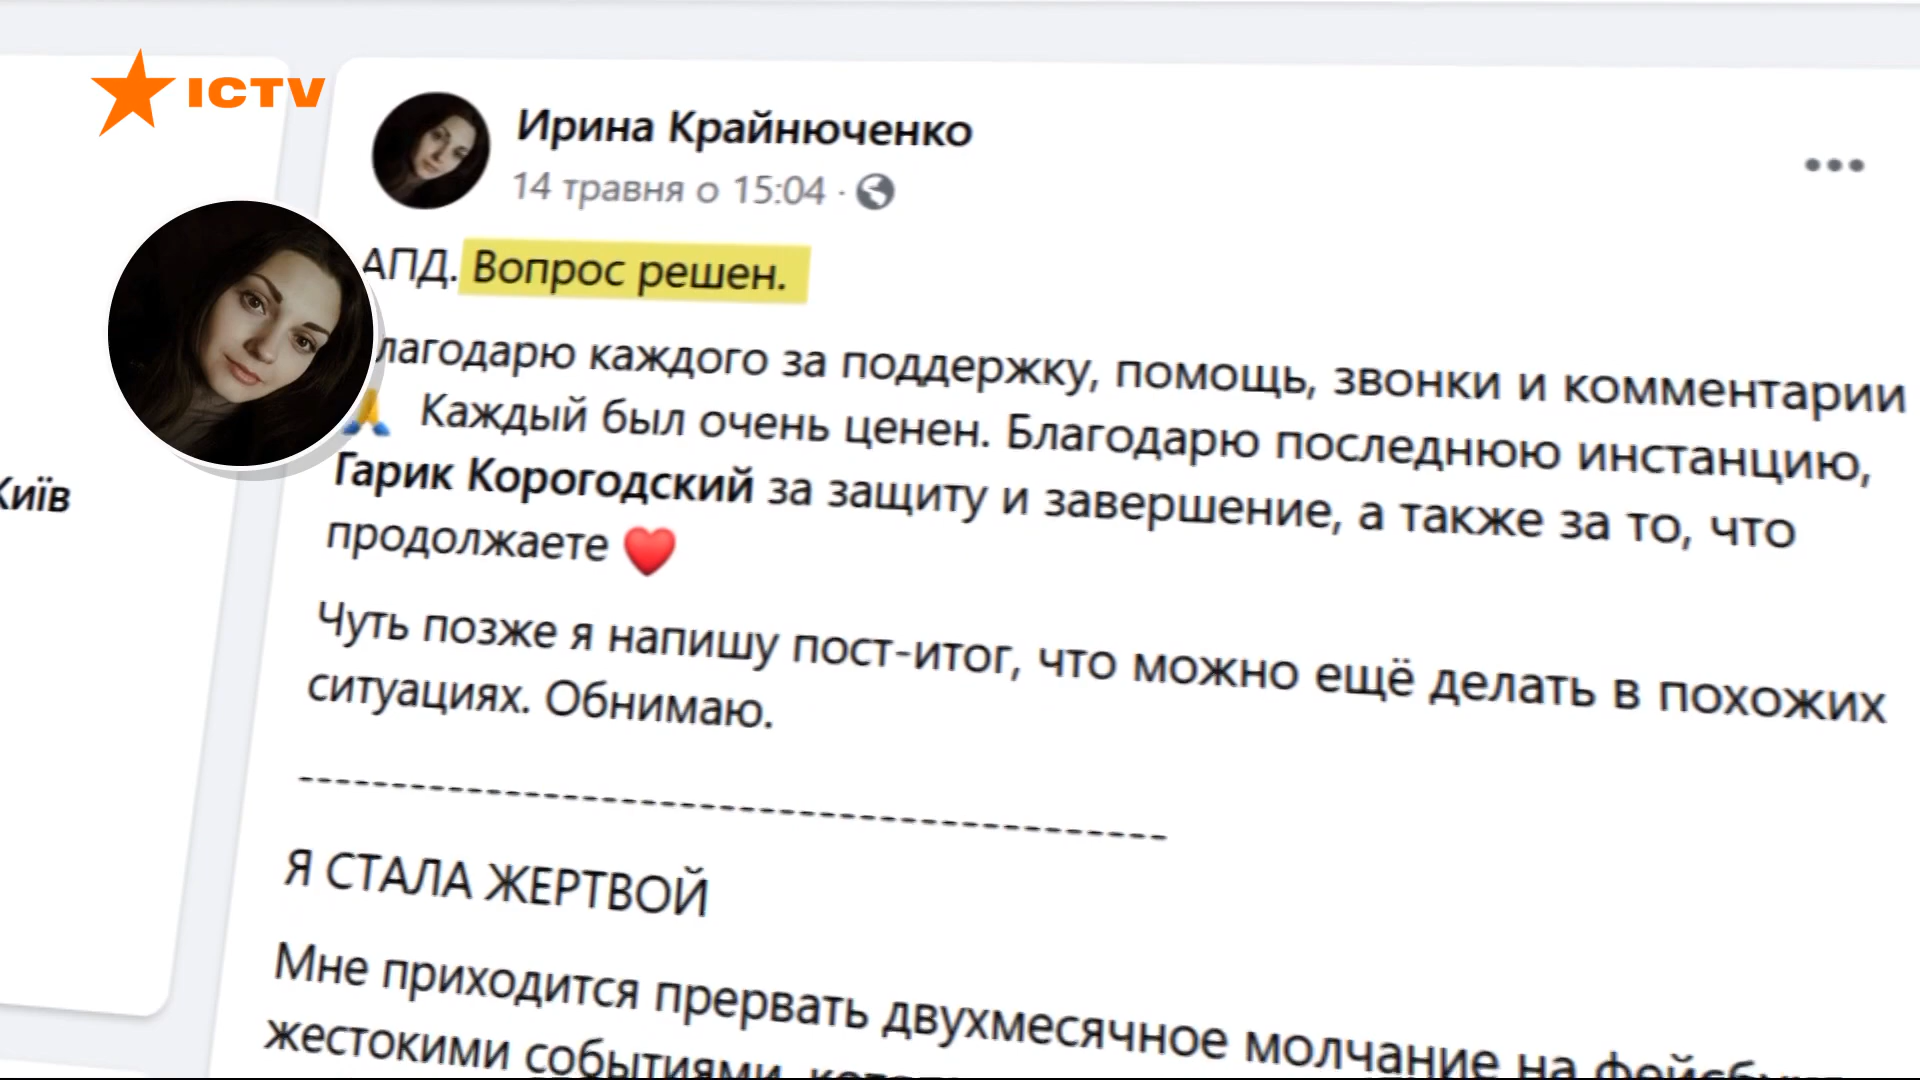 ICTV
Ирина Крайнюченко
14 травня о 15:04 ·
АПД. Вопрос решен.
лагодарю каждого за поддержку, помощь, звонки и комментарии
Каждый был очень ценен. Благодарю последнюю инстанцию,
Гарик Корогодский за защиту и завершение, а также за то, что
продолжаете
Київ
Чуть позже я напишу пост-итог, что можно ещё делать в похожих
ситуациях. Обнимаю.
-----------------------------------------------
Я СТАЛА ЖЕРТВОЙ
Мне приходится прервать двухмесячное молчание на
жестокими событиями,